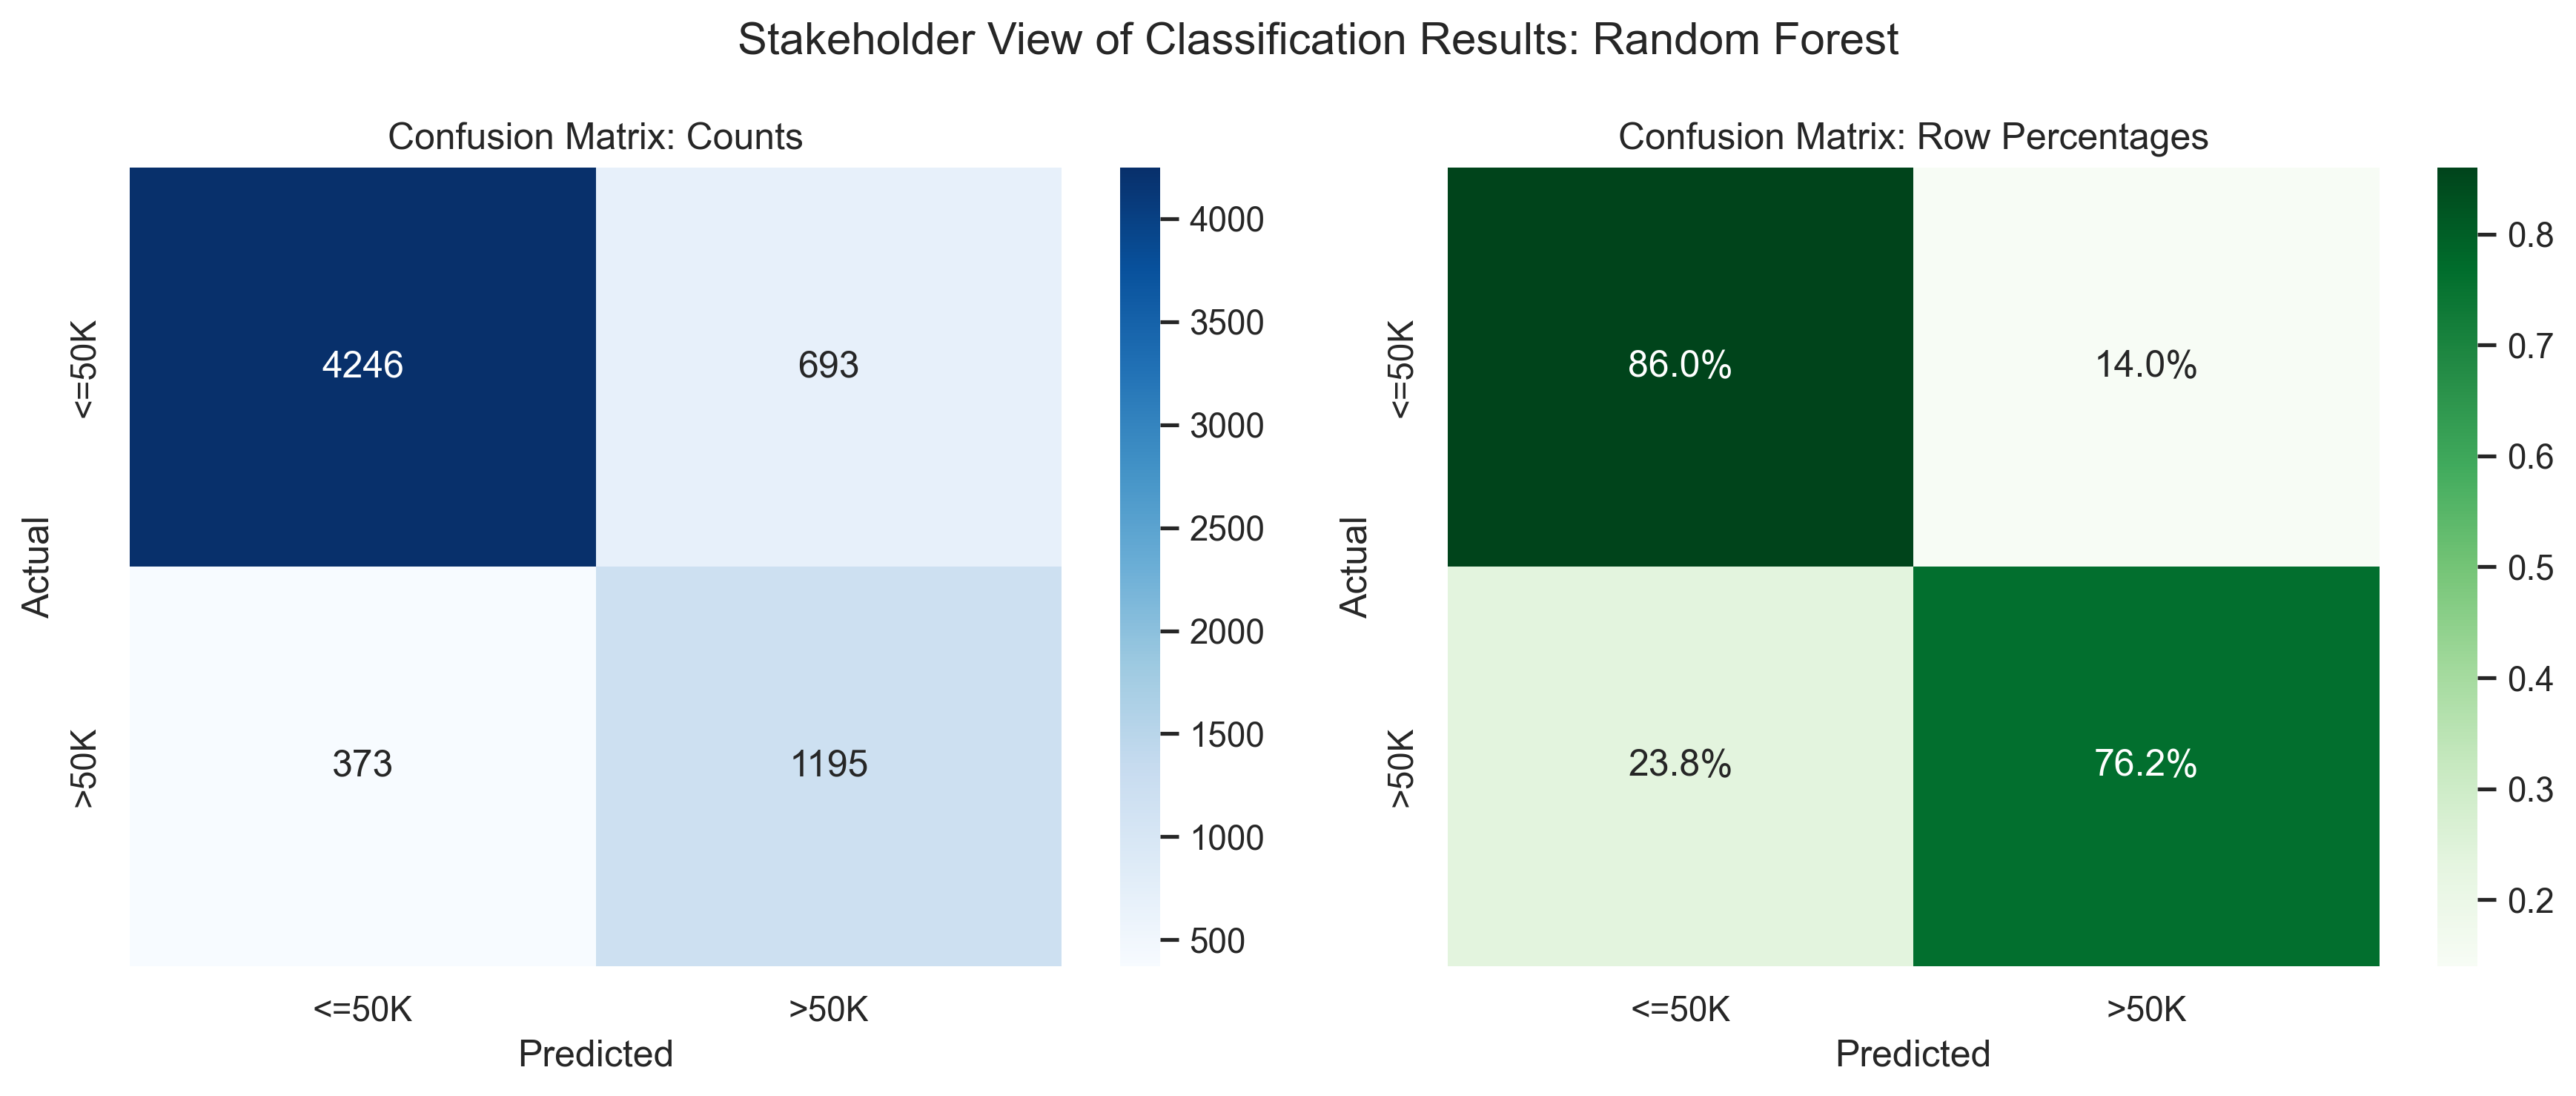 Stakeholder View of Classification Results: Random Forest
Confusion Matrix: Counts
Actual
<=50K
>50K
4246
693
373
1195
<=50K
>50K
Predicted
4000
3500
3000
2500
2000
1500
1000
500
Confusion Matrix: Row Percentages
Actual
<=50K
>50K
86.0%
14.0%
23.8%
76.2%
<=50K
>50K
Predicted
0.8
0.7
0.6
0.5
0.4
0.3
0.2